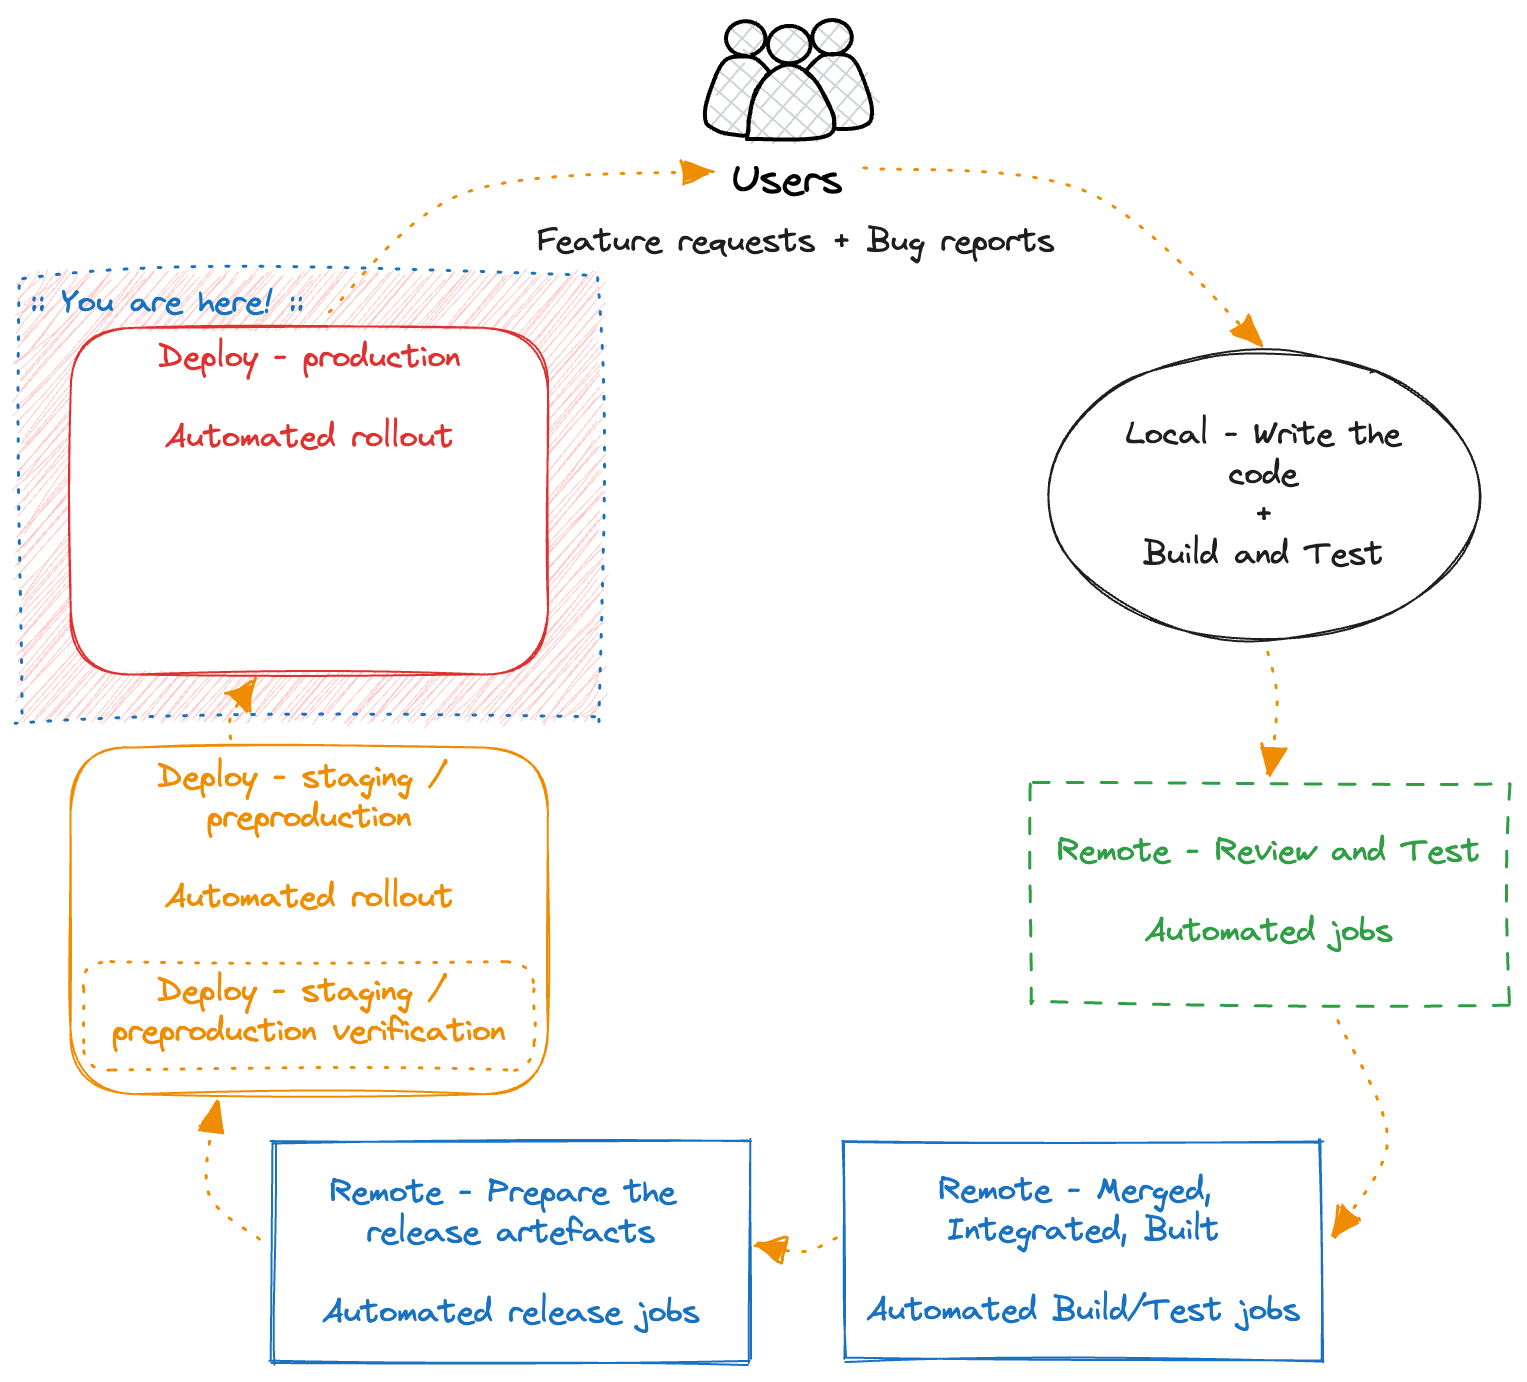 Users
Feature requests + Bug reports
:: You are here! ::
Deploy - production
Automated rollout
Local - Write the
code
+
Build and Test
Deploy - staging /
preproduction
Automated rollout
Deploy - staging /
preproduction verification
Remote - Review and Test
Automated jobs
Remote - Prepare the
release artefacts
Automated release jobs
Remote - Merged,
Integrated, Built
Automated Build/Test jobs